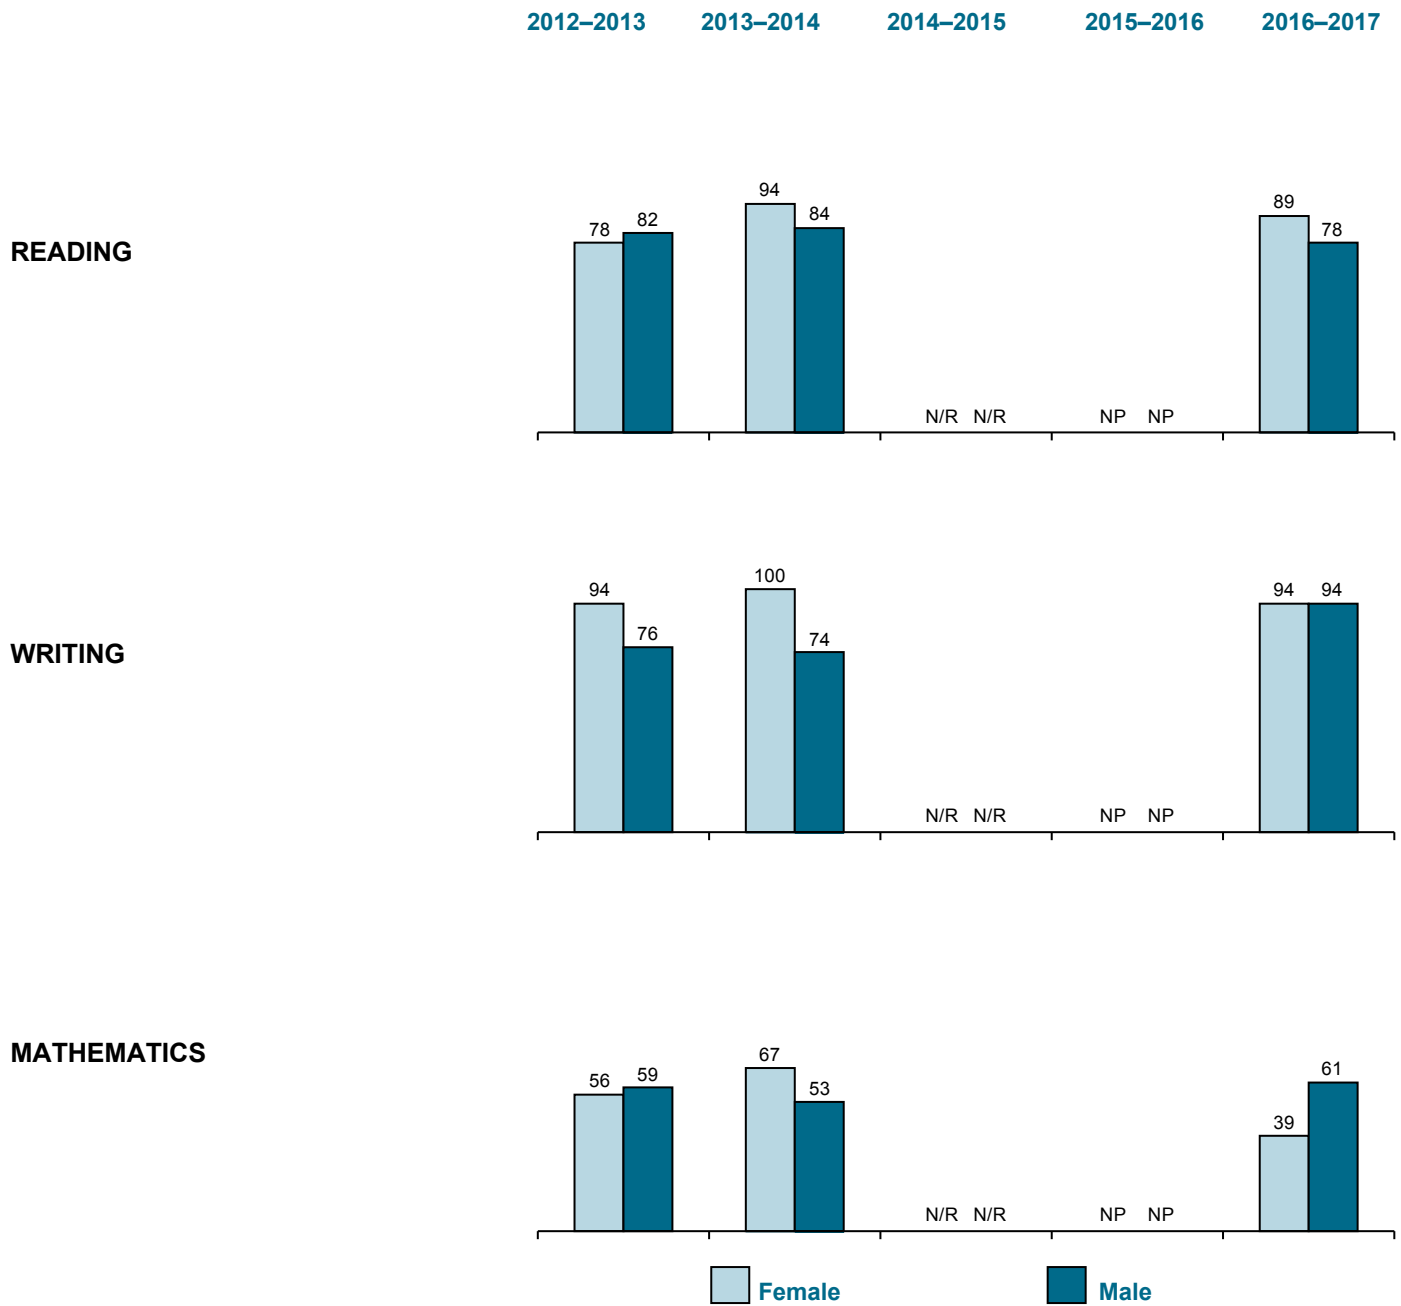 2012–2013 2013–2014 2014–2015 2015–2016 2016–2017
READING
78 82 94 84 N/R N/R NP NP 89 78
WRITING
94 76 100 74 N/R N/R NP NP 94 94
MATHEMATICS
56 59 67 53 N/R N/R NP NP 39 61
Female Male